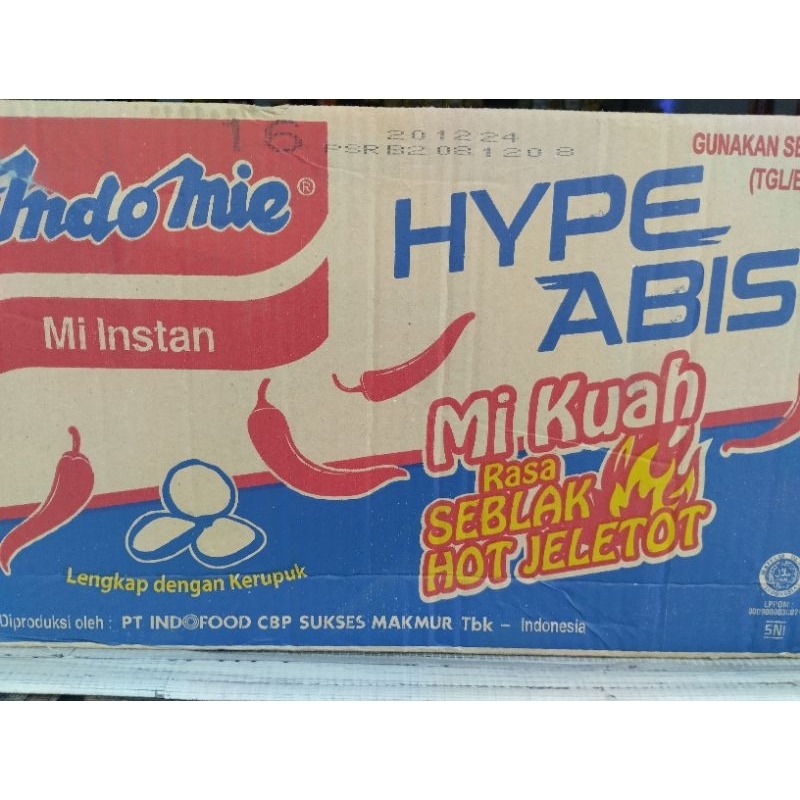 16
201224
PSRB2 081208
GUNAKAN
(TGL/
Indomie®
HYPE
ABIS
Mi Instan
Mi Kuah
Rasa
SEBLAK
HOT JELETOT
Lengkap dengan Kerupuk
Diproduksi oleh : PT INDOFOOD CBP SUKSES MAKMUR Tbk – Indonesia
LPPOM :
SNI